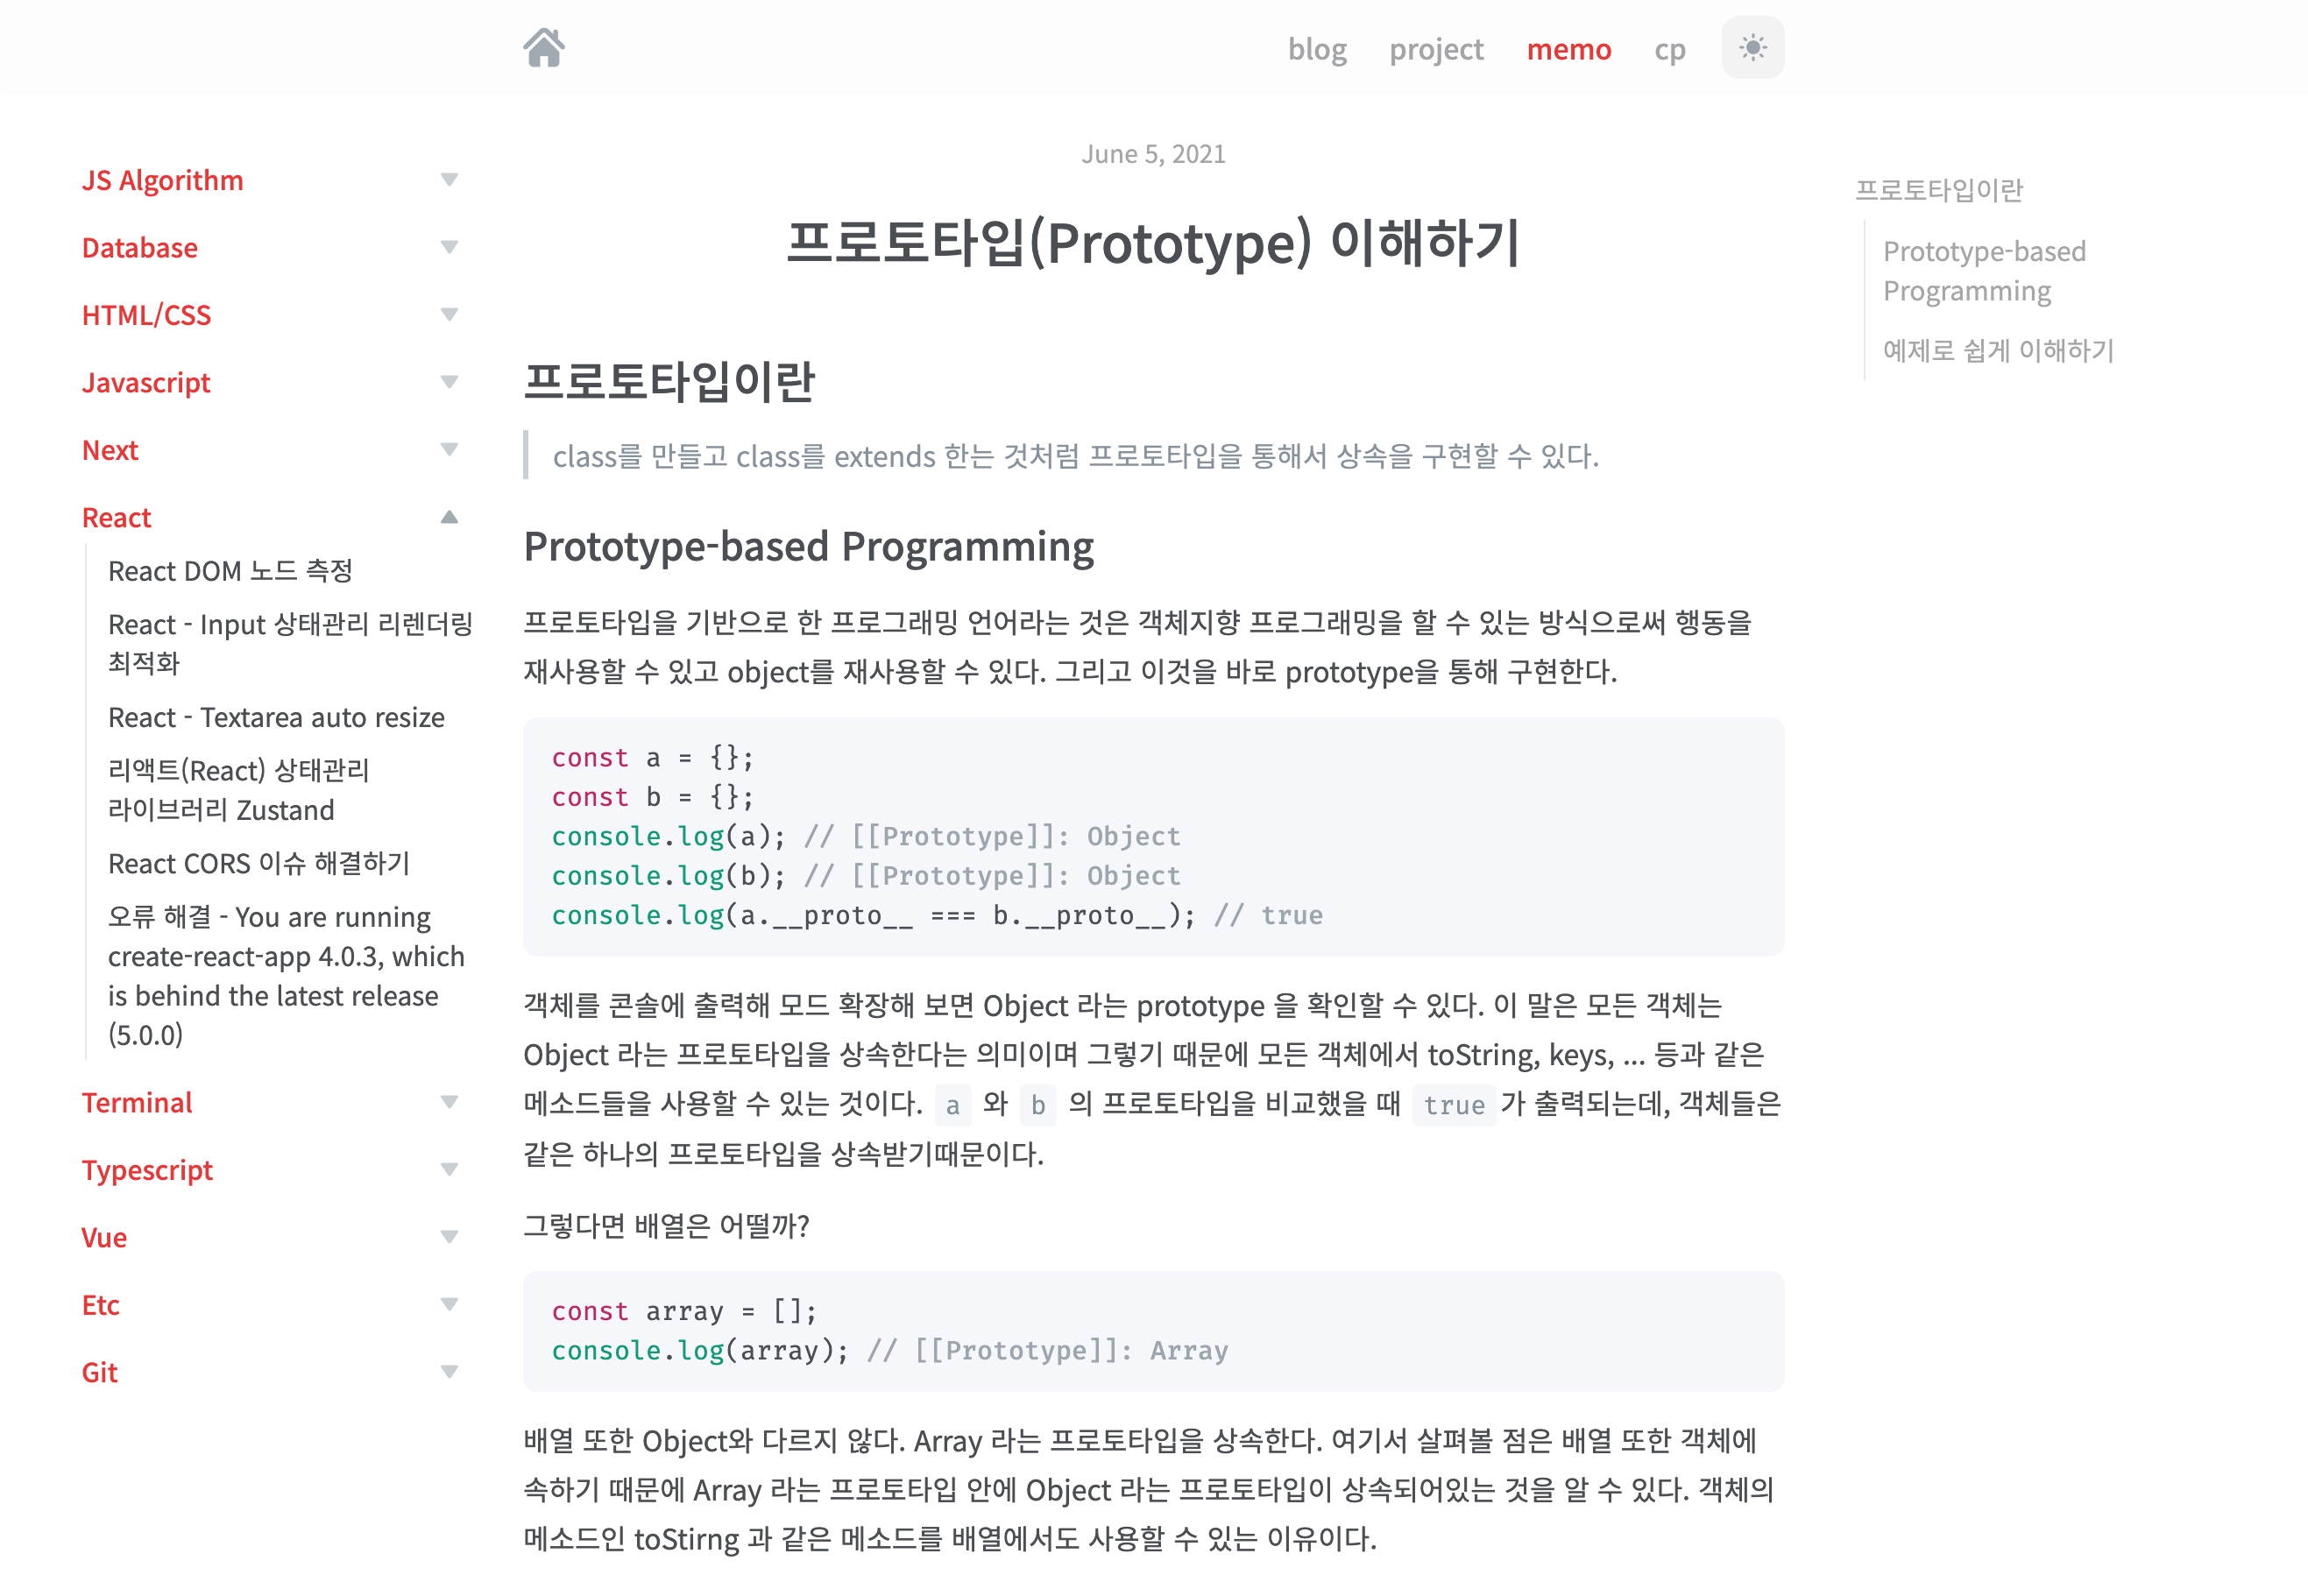 blog project memo cp
JS Algorithm
Database
HTML/CSS
Javascript
Next
React
React DOM 노드 측정
React - Input 상태관리 리렌더링
최적화
React - Textarea auto resize
리액트(React) 상태관리
라이브러리 Zustand
React CORS 이슈 해결하기
오류 해결 - You are running
create-react-app 4.0.3, which
is behind the latest release
(5.0.0)
Terminal
Typescript
Vue
Etc
Git
June 5, 2021
프로토타입(Prototype) 이해하기
프로토타입이란
class를 만들고 class를 extends 한는 것처럼 프로토타입을 통해서 상속을 구현할 수 있다.
Prototype-based Programming
프로토타입을 기반으로 한 프로그래밍 언어라는 것은 객체지향 프로그래밍을 할 수 있는 방식으로써 행동을
재사용할 수 있고 object를 재사용할 수 있다. 그리고 이것을 바로 prototype을 통해 구현한다.
const a = {};
const b = {};
console.log(a); // [[Prototype]]: Object
console.log(b); // [[Prototype]]: Object
console.log(a.__proto__ === b.__proto__); // true
객체를 콘솔에 출력해 모드 확장해 보면 Object 라는 prototype 을 확인할 수 있다. 이 말은 모든 객체는
Object 라는 프로토타입을 상속한다는 의미이며 그렇기 때문에 모든 객체에서 toString, keys, ... 등과 같은
메소드들을 사용할 수 있는 것이다. a 와 b 의 프로토타입을 비교했을 때 true 가 출력되는데, 객체들은
같은 하나의 프로토타입을 상속받기때문이다.
그렇다면 배열은 어떨까?
const array = [];
console.log(array); // [[Prototype]]: Array
배열 또한 Object와 다르지 않다. Array 라는 프로토타입을 상속한다. 여기서 살펴볼 점은 배열 또한 객체에
속하기 때문에 Array 라는 프로토타입 안에 Object 라는 프로토타입이 상속되어있는 것을 알 수 있다. 객체의
메소드인 toStirng 과 같은 메소드를 배열에서도 사용할 수 있는 이유이다.
프로토타입이란
Prototype-based
Programming
예제로 쉽게 이해하기